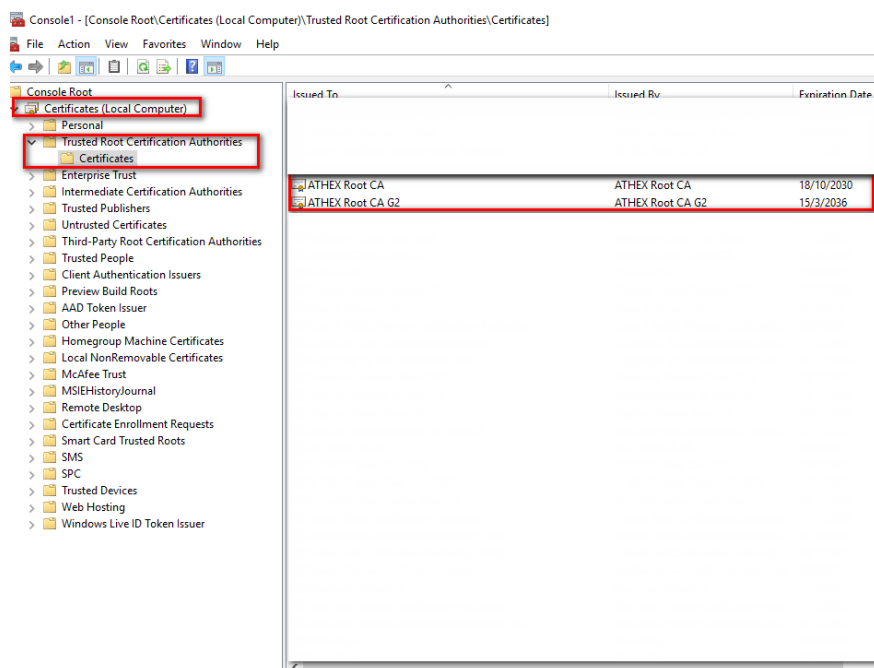 Console1 - [Console Root\Certificates (Local Computer)\Trusted Root Certification Authorities\Certificates]
File Action View Favorites Window Help
Console Root
Certificates (Local Computer)
Personal
Trusted Root Certification Authorities
Certificates
Enterprise Trust
Intermediate Certification Authorities
Trusted Publishers
Untrusted Certificates
Third-Party Root Certification Authorities
Trusted People
Client Authentication Issuers
Preview Build Roots
AAD Token Issuer
Other People
Homegroup Machine Certificates
Local NonRemovable Certificates
McAfee Trust
MSIEHistoryJournal
Remote Desktop
Certificate Enrollment Requests
Smart Card Trusted Roots
SMS
SPC
Trusted Devices
Web Hosting
Windows Live ID Token Issuer
Issued To Issued By Expiration Date
ATHEX Root CA ATHEX Root CA 18/10/2030
ATHEX Root CA G2 ATHEX Root CA G2 15/3/2036